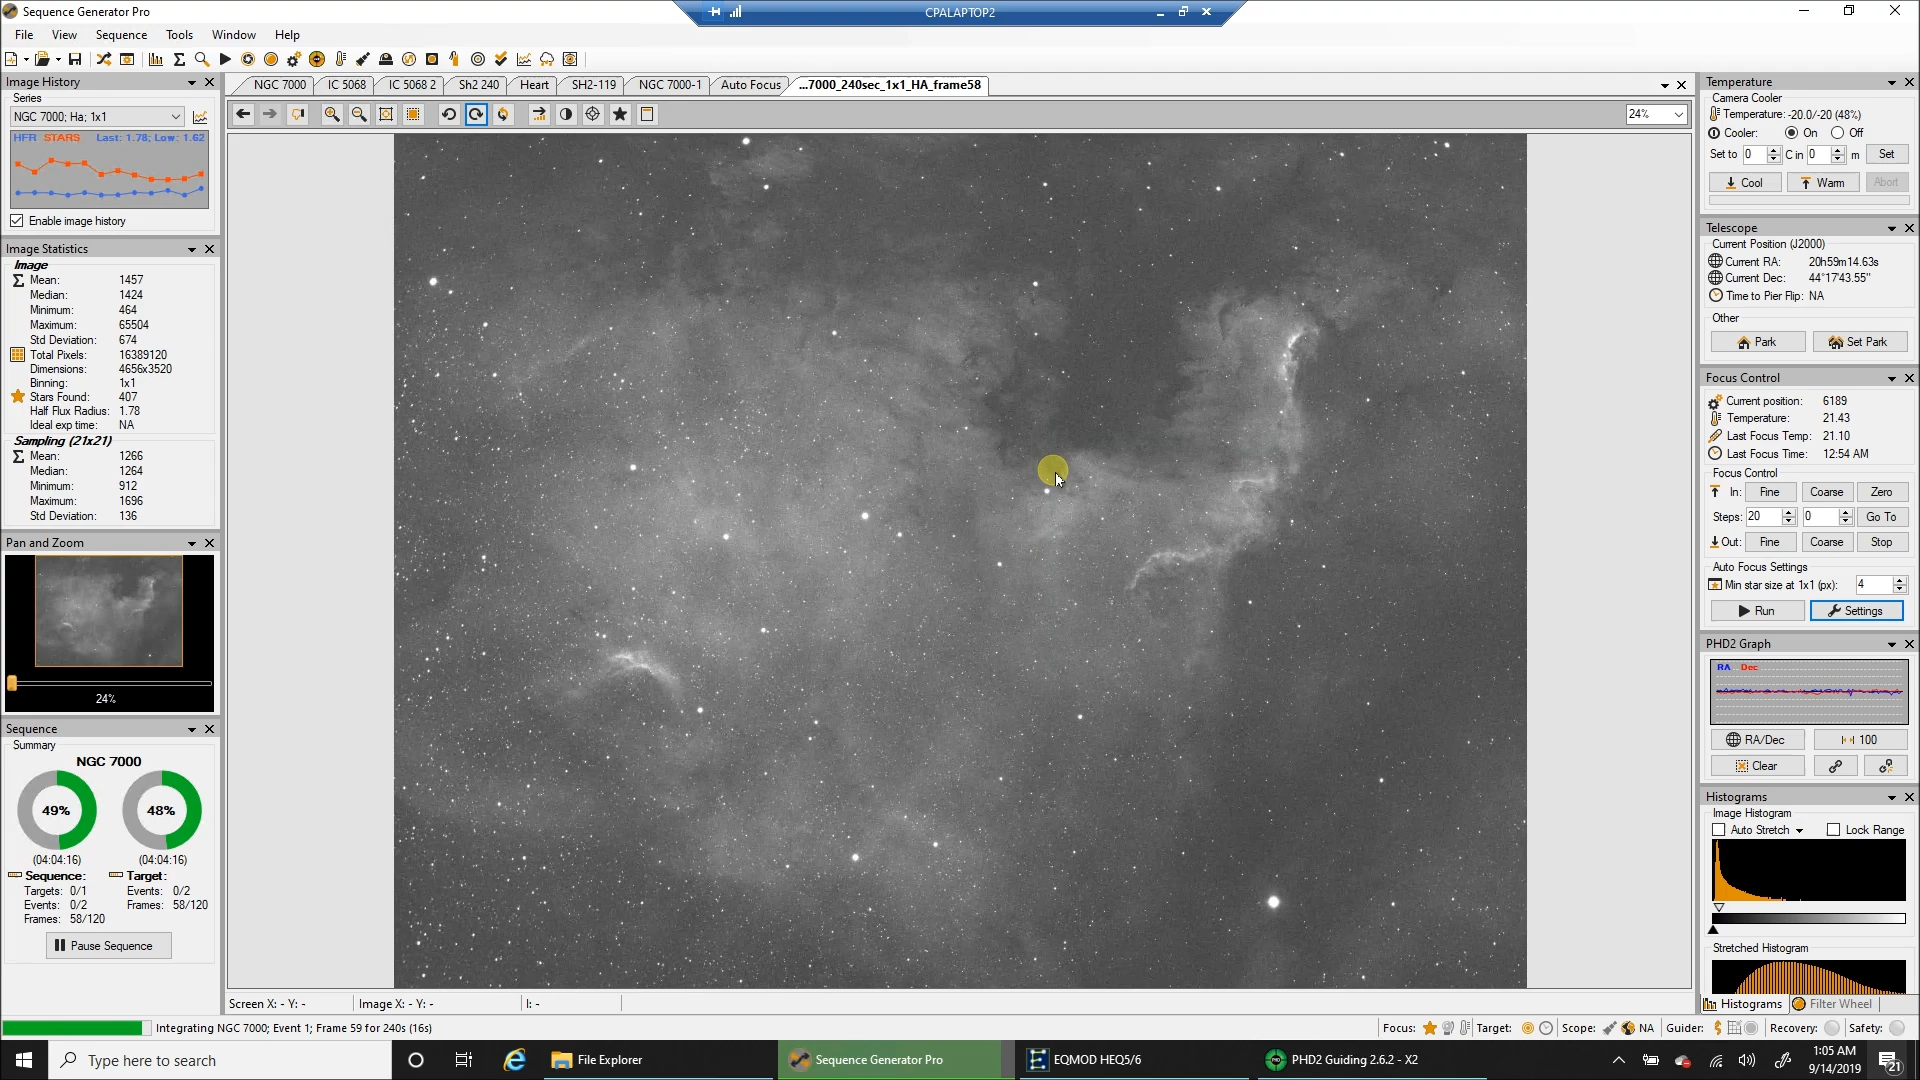 Sequence Generator Pro
CPALAPTOP2
File View Sequence Tools Window Help
Image History
Series
NGC 7000; Ha; 1x1
HFR STARS Last: 1.78; Low: 1.62
Enable image history
Image Statistics
Image
Mean: 1457
Median: 1424
Minimum: 464
Maximum: 65504
Std Deviation: 674
Total Pixels: 16389120
Dimensions: 4656x3520
Binning: 1x1
Stars Found: 407
Half Flux Radius: 1.78
Ideal exp time: NA
Sampling (21x21)
Mean: 1266
Median: 1264
Minimum: 912
Maximum: 1696
Std Deviation: 136
Pan and Zoom
24%
Sequence
Summary
NGC 7000
49% 48%
(04:04:16) (04:04:16)
Sequence: Target:
Targets: 0/1 Events: 0/2
Events: 0/2 Frames: 58/120
Frames: 58/120
Pause Sequence
NGC 7000 IC 5068 IC 5068 2 Sh2 240 Heart SH2-119 NGC 7000-1 Auto Focus ...7000_240sec_1x1_HA_frame58
24%
Screen X: - Y: - Image X: - Y: - I: -
Temperature
Camera Cooler
Temperature: -20.0/-20 (48%)
Cooler: On Off
Set to 0 C in 0 m Set
Cool Warm Abort
Telescope
Current Position (J2000)
Current RA: 20h59m14.63s
Current Dec: 44°17'43.55"
Time to Pier Flip: NA
Other
Park Set Park
Focus Control
Current position: 6189
Temperature: 21.43
Last Focus Temp: 21.10
Last Focus Time: 12:54 AM
Focus Control
In: Fine Coarse Zero
Steps: 20 0 Go To
Out: Fine Coarse Stop
Auto Focus Settings
Min star size at 1x1 (px): 4
Run Settings
PHD2 Graph
RA Dec
RA/Dec 100
Clear
Histograms
Image Histogram
Auto Stretch Lock Range
Stretched Histogram
Histograms Filter Wheel
Integrating NGC 7000; Event 1; Frame 59 for 240s (16s)
Focus: Target: Scope: NA Guider: Recovery: Safety:
Type here to search
File Explorer
Sequence Generator Pro
EQMOD HEQ5/6
PHD2 Guiding 2.6.2 - X2
1:05 AM
9/14/2019
21